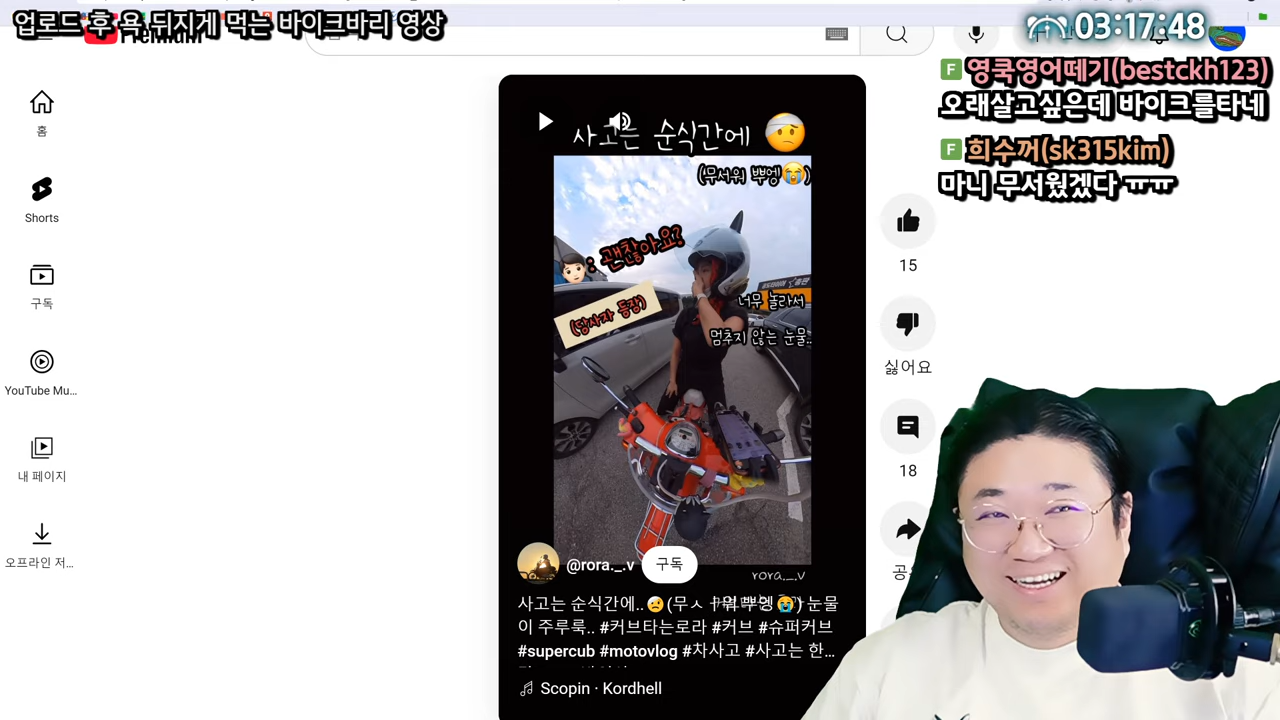 업로드 후 욕 뒤지게 먹는 바이크바리 영상
Premium
03:17:48
F 영쿡영어떼기(bestckh123)
오래살고싶은데 바이크를타네
F 희수꺼(sk315kim)
마니 무서웠겠다 ㅠㅠ
홈
Shorts
구독
YouTube Mu...
내 페이지
오프라인 저...
사고는 순식간에 🤕
(무서워 뿌엥😭)
: 괜찮아요?
(당사자 등장)
너무 놀라서
멈추지 않는 눈물..
rora._.v
@rora._.v
구독
사고는 순식간에..🤕(무ㅅㅓ워 뿌엥😭) 눈물
이 주루룩.. #커브타는로라 #커브 #슈퍼커브
#supercub #motovlog #차사고 #사고는 한...
Scopin · Kordhell
15
싫어요
18